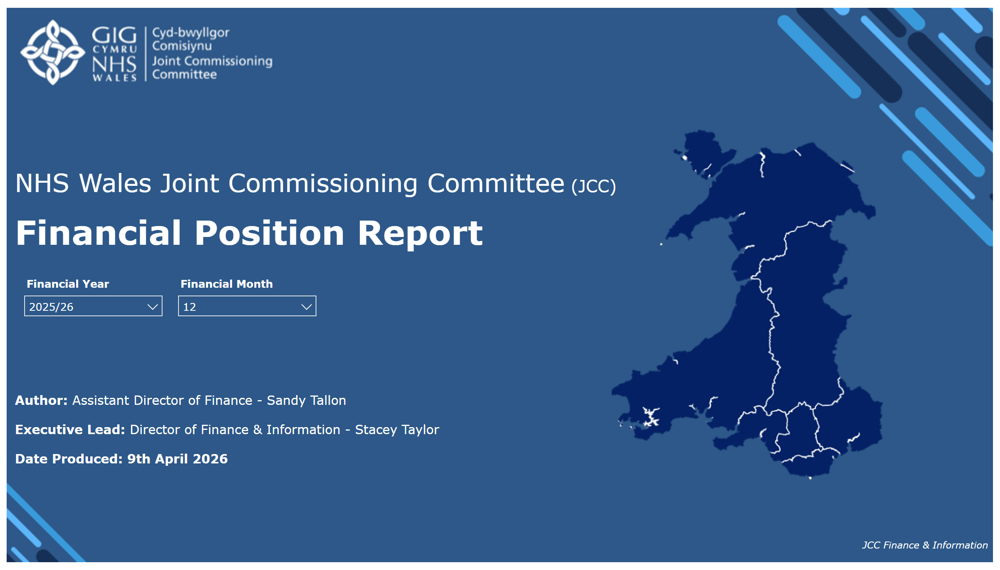 GIG
CYMRU
NHS
WALES
Cyd-bwyllgor
Comisiynu
Joint Commissioning
Committee
NHS Wales Joint Commissioning Committee (JCC)
Financial Position Report
Financial Year
Financial Month
2025/26
12
Author: Assistant Director of Finance - Sandy Tallon
Executive Lead: Director of Finance & Information - Stacey Taylor
Date Produced: 9th April 2026
JCC Finance & Information